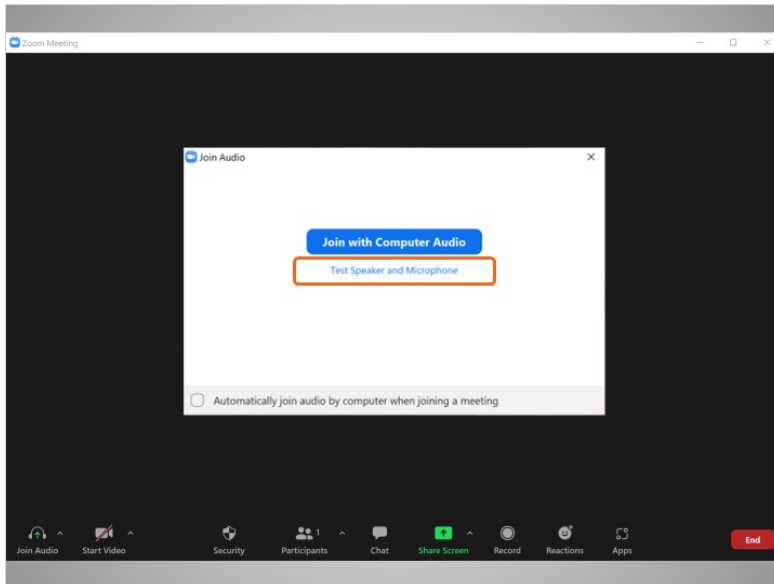 Zoom Meeting
Join Audio
Join with Computer Audio
Test Speaker and Microphone
Automatically join audio by computer when joining a meeting
1
Join Audio
Start Video
Security
Participants
Chat
Share Screen
Record
Reactions
Apps
End